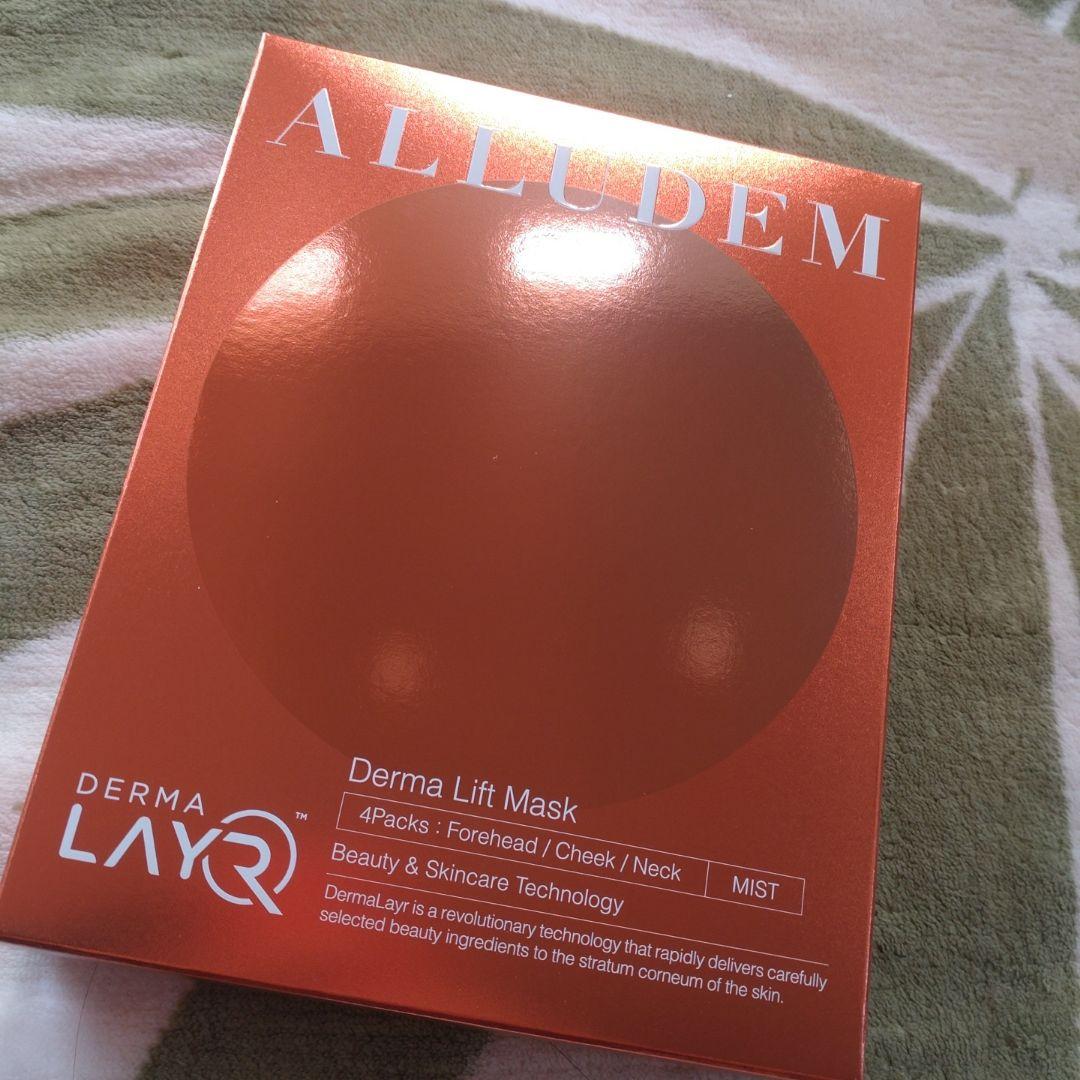 ALLUDEM
DERMA
LAYR™
Derma Lift Mask
4Packs : Forehead / Cheek / Neck
MIST
Beauty & Skincare Technology
DermaLayr is a revolutionary technology that rapidly delivers carefully
selected beauty ingredients to the stratum corneum of the skin.